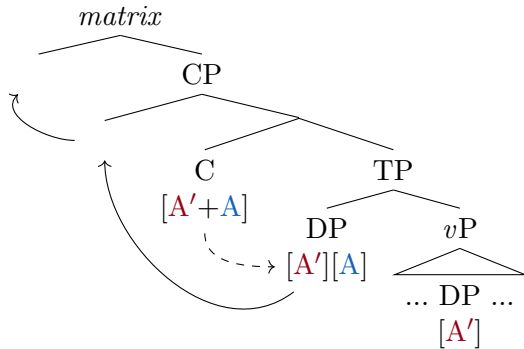 matrix
CP
C
TP
[A′+A]
DP
vP
[A′][A]
... DP ...
[A′]